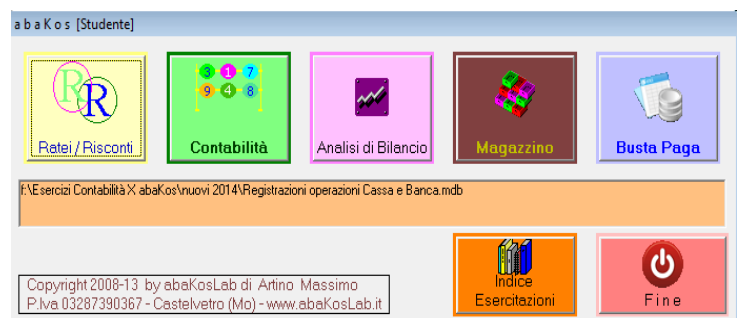 a b a K o s [Studente]
R R
3 1 7
9 4 8
Ratei / Risconti
Contabilità
Analisi di Bilancio
Magazzino
Busta Paga
f:\Esercizi Contabilità X abaKos\nuovi 2014\Registrazioni operazioni Cassa e Banca.mdb
Copyright 2008-13 by abaKosLab di Artino Massimo
P.Iva 03287390367 - Castelvetro (Mo) - www.abaKosLab.it
Indice
Esercitazioni
F i n e